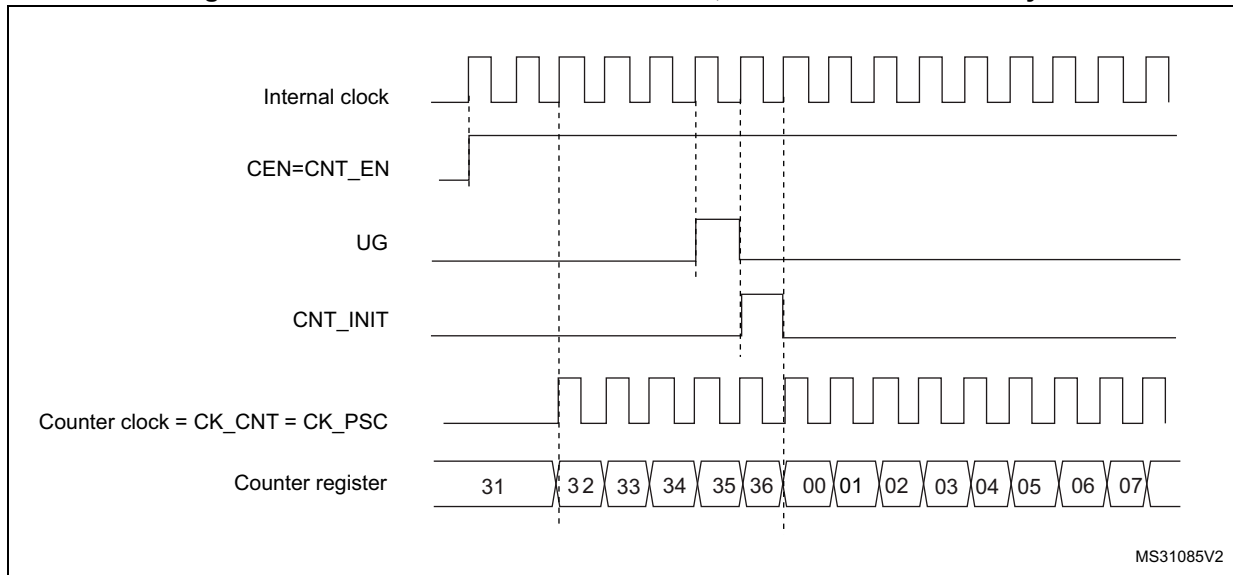 Internal clock
CEN=CNT_EN
UG
CNT_INIT
Counter clock = CK_CNT = CK_PSC
Counter register 31 32 33 34 35 36 00 01 02 03 04 05 06 07
MS31085V2